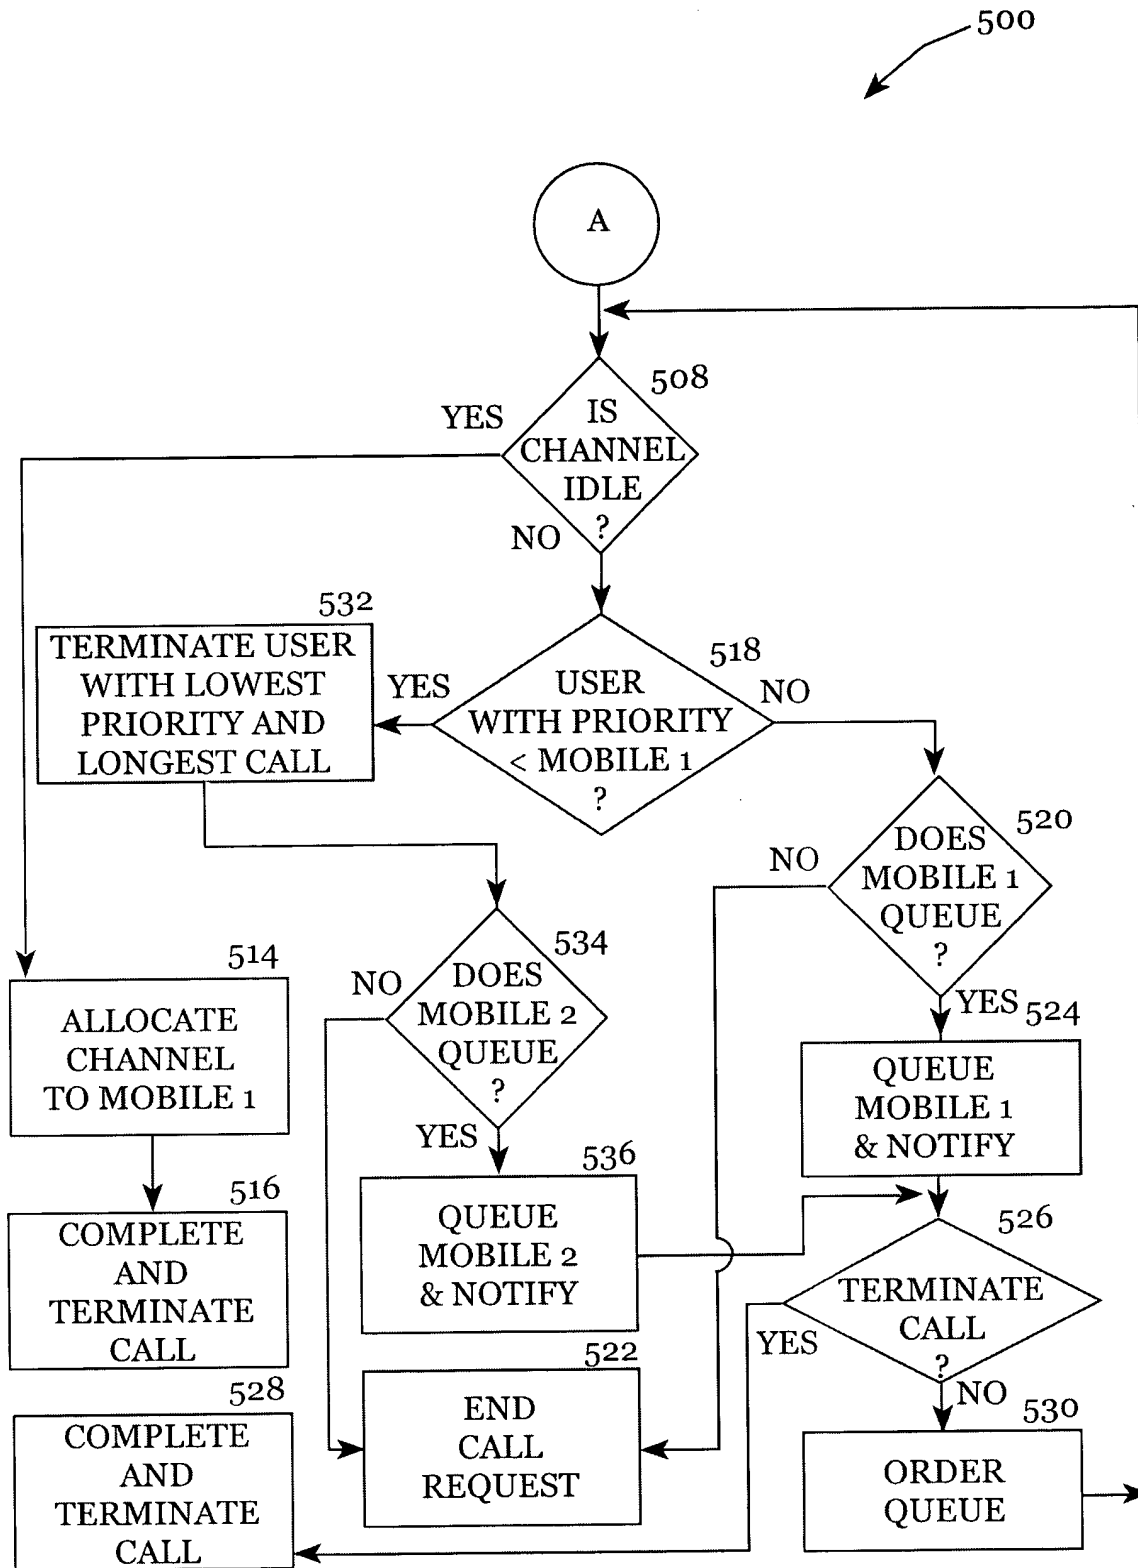 500
A
508
YES
IS
CHANNEL
IDLE
?
NO
532
TERMINATE USER
WITH LOWEST
PRIORITY AND
LONGEST CALL
YES
518
USER
WITH PRIORITY
< MOBILE 1
?
NO
520
DOES
MOBILE 1
QUEUE
?
NO
YES
534
DOES
MOBILE 2
QUEUE
?
NO
YES
514
ALLOCATE
CHANNEL
TO MOBILE 1
524
QUEUE
MOBILE 1
& NOTIFY
516
COMPLETE
AND
TERMINATE
CALL
536
QUEUE
MOBILE 2
& NOTIFY
526
TERMINATE
CALL
?
YES
NO
528
COMPLETE
AND
TERMINATE
CALL
522
END
CALL
REQUEST
530
ORDER
QUEUE